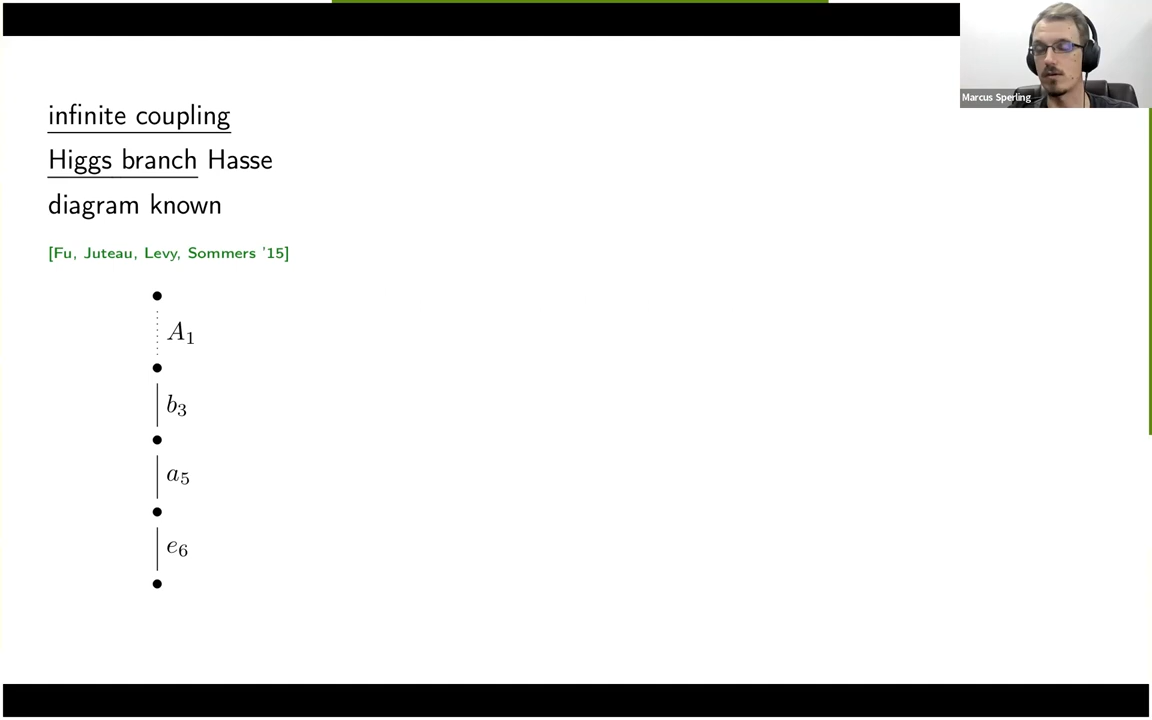 infinite coupling
Higgs branch Hasse
diagram known
[Fu, Juteau, Levy, Sommers '15]
A₁
b₃
a₅
e₆
Marcus Sperling